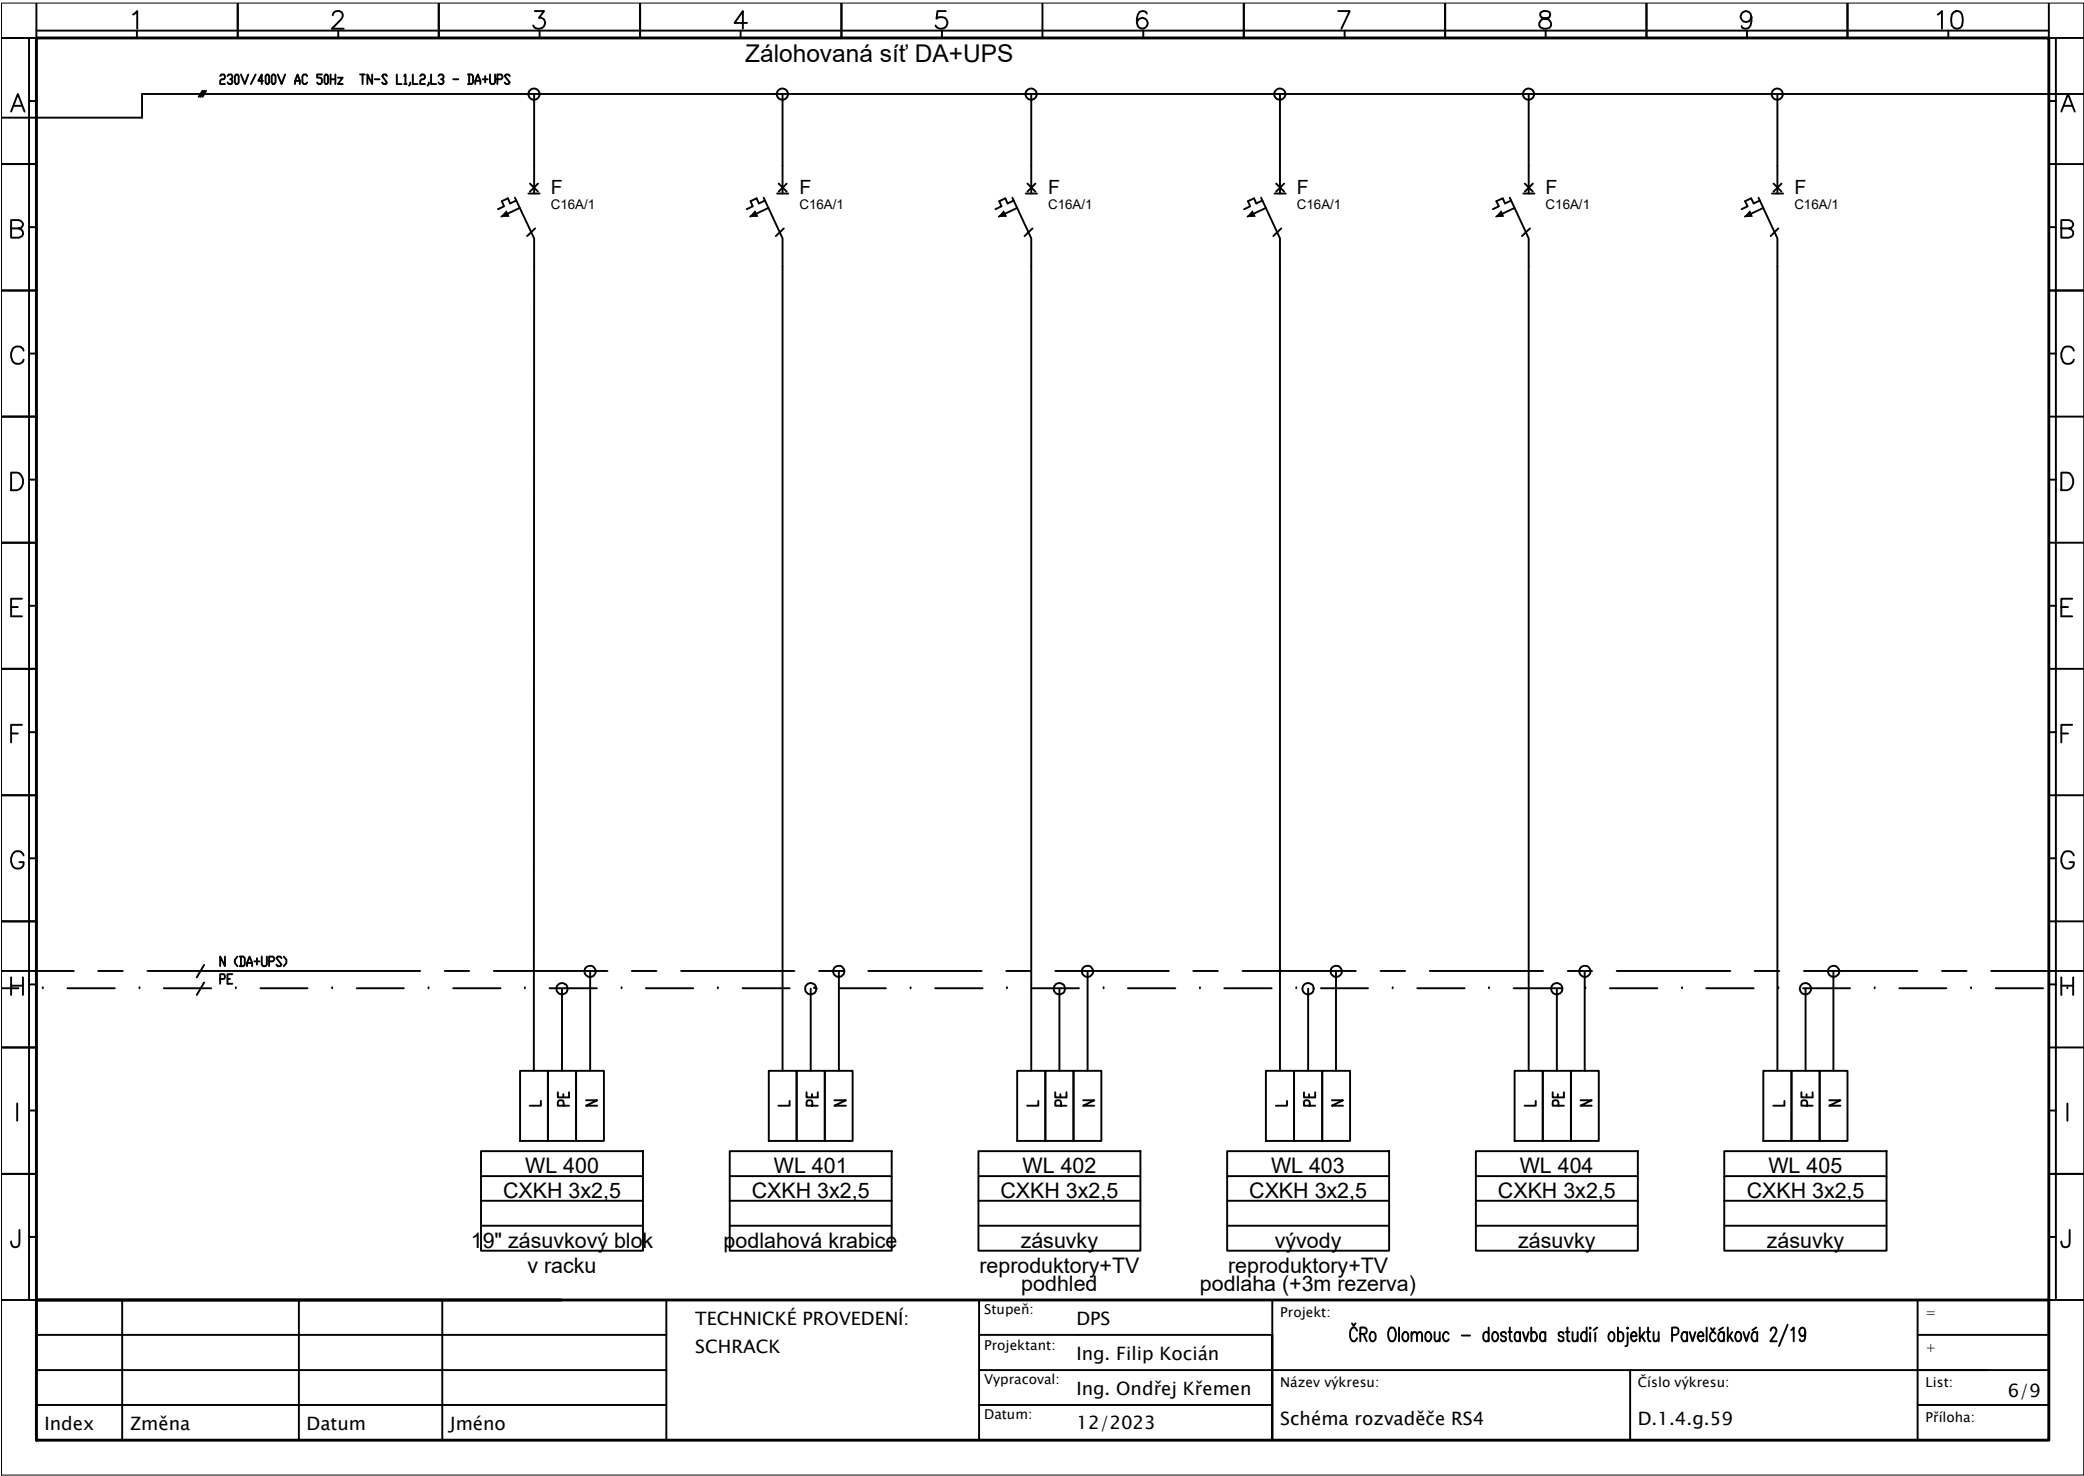 1 2 3 4 5 6 7 8 9 10
Zálohovaná síť DA+UPS
230V/400V AC 50Hz TN-S L1,L2,L3 - DA+UPS
A A
F F F F F F
C16A/1 C16A/1 C16A/1 C16A/1 C16A/1 C16A/1
B B
C C
D D
E E
F F
G G
N (DA+UPS)
PE
H H
L PE N L PE N L PE N L PE N L PE N L PE N
I I
WL 400 WL 401 WL 402 WL 403 WL 404 WL 405
CXKH 3x2,5 CXKH 3x2,5 CXKH 3x2,5 CXKH 3x2,5 CXKH 3x2,5 CXKH 3x2,5
J J
19" zásuvkový blok podlahová krabice zásuvky vývody zásuvky zásuvky
v racku reproduktory+TV reproduktory+TV
podhled podlaha (+3m rezerva)
TECHNICKÉ PROVEDENÍ:
SCHRACK
Stupeň: DPS
Projektant: Ing. Filip Kocián
Vypracoval: Ing. Ondřej Křemen
Datum: 12/2023
Projekt:
ČRo Olomouc – dostavba studií objektu Pavelčáková 2/19
=
+
Název výkresu:
Schéma rozvaděče RS4
Číslo výkresu:
D.1.4.g.59
List: 6/9
Příloha:
Index Změna Datum Jméno